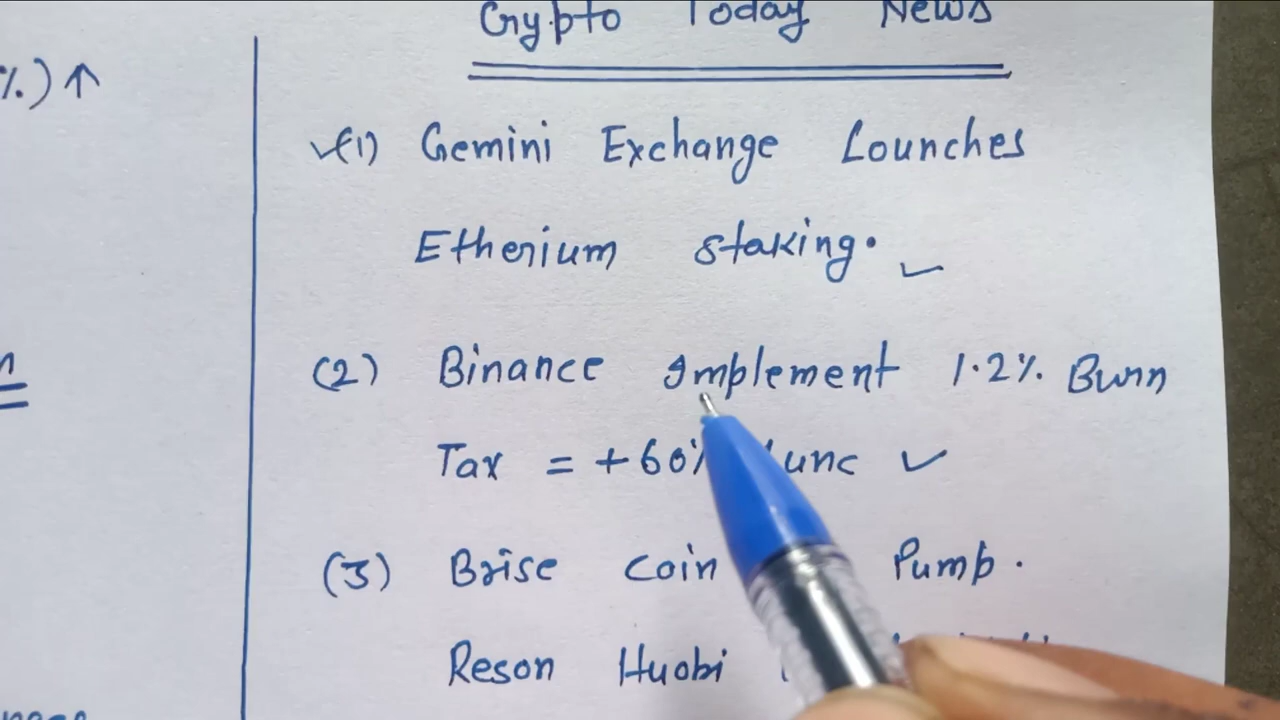 Crypto Today News
%) ↑
(1) Gemini Exchange Lounches
Etherium staking.
(2) Binance Implement 1.2% Burn
Tax = +60% lunc
(3) Brise Coin Pump.
Reson Huobi